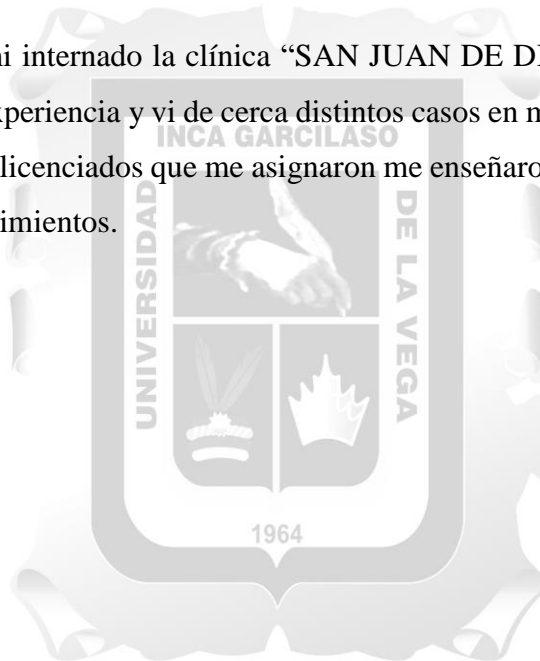 ni internado la clínica “SAN JUAN DE DI
xperiencia y vi de cerca distintos casos en m
licenciados que me asignaron me enseñaro
imientos.
INCA GARCILASO
UNIVERSIDAD
DE LA VEGA
1964